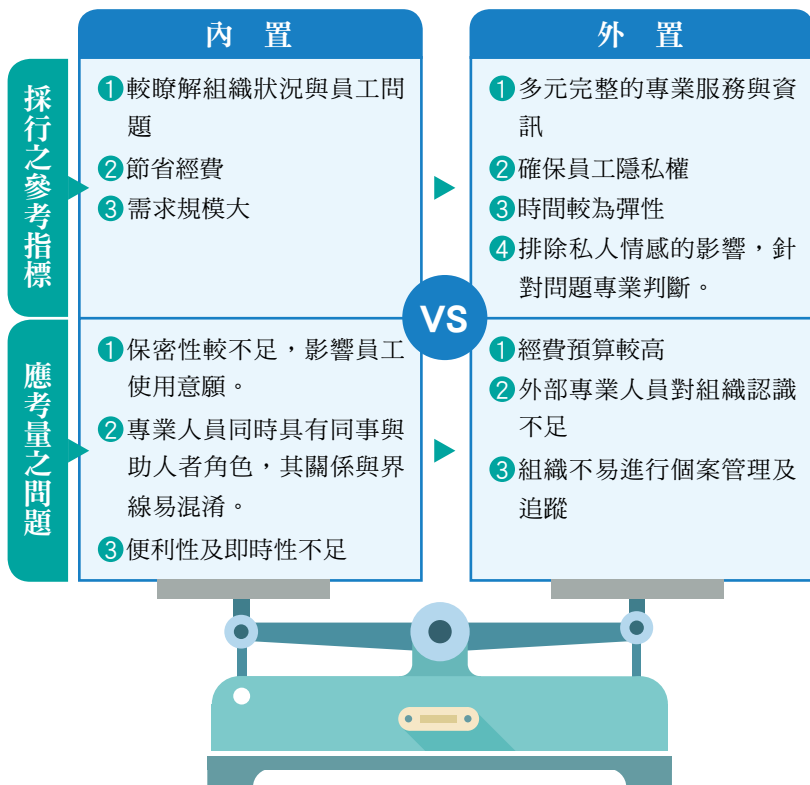 內置
外置
採行之參考指標
❶較瞭解組織狀況與員工問
題
❷節省經費
❸需求規模大
❶多元完整的專業服務與資
訊
❷確保員工隱私權
❸時間較為彈性
❹排除私人情感的影響，針
對問題專業判斷。
VS
應考量之問題
❶保密性較不足，影響員工
使用意願。
❷專業人員同時具有同事與
助人者角色，其關係與界
線易混淆。
❸便利性及即時性不足
❶經費預算較高
❷外部專業人員對組織認識
不足
❸組織不易進行個案管理及
追蹤